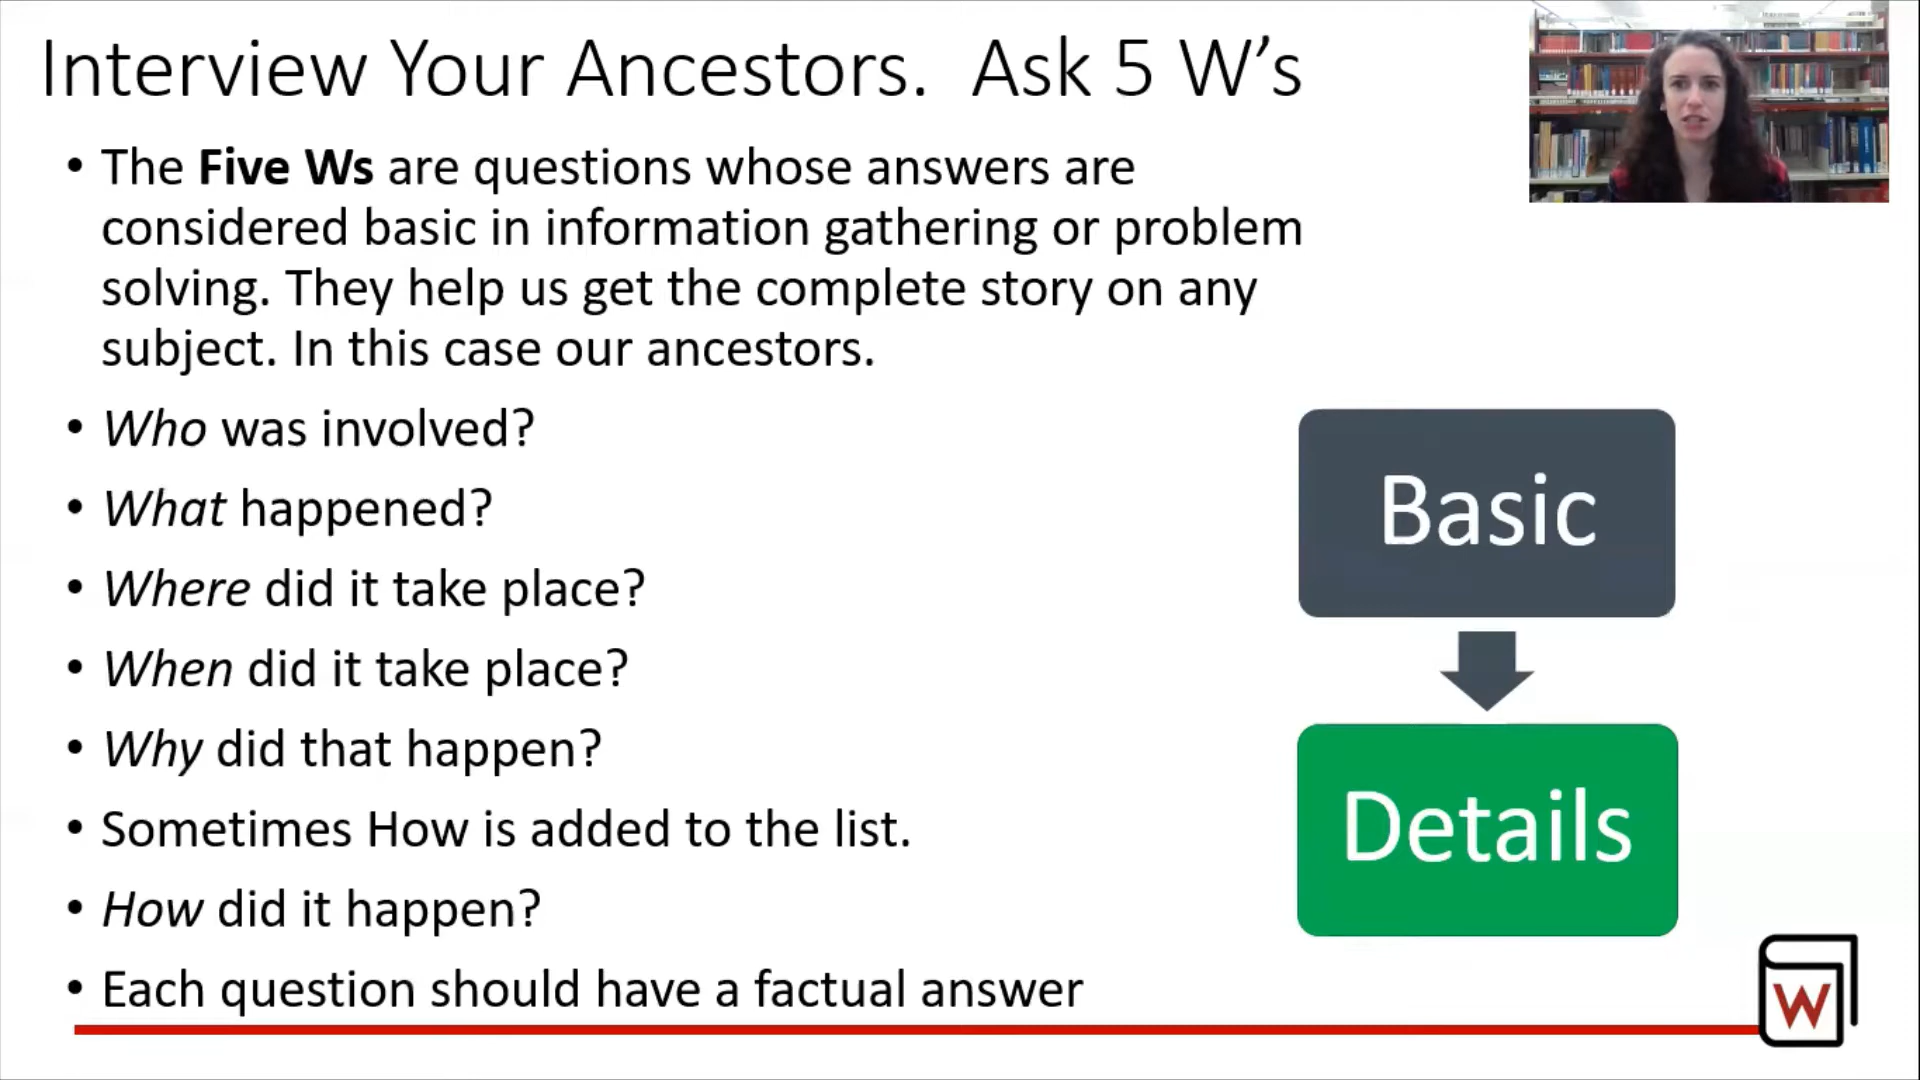 Interview Your Ancestors.  Ask 5 W’s
• The Five Ws are questions whose answers are
considered basic in information gathering or problem
solving. They help us get the complete story on any
subject. In this case our ancestors.
• Who was involved?
• What happened?
• Where did it take place?
• When did it take place?
• Why did that happen?
• Sometimes How is added to the list.
• How did it happen?
• Each question should have a factual answer
Basic
Details
W